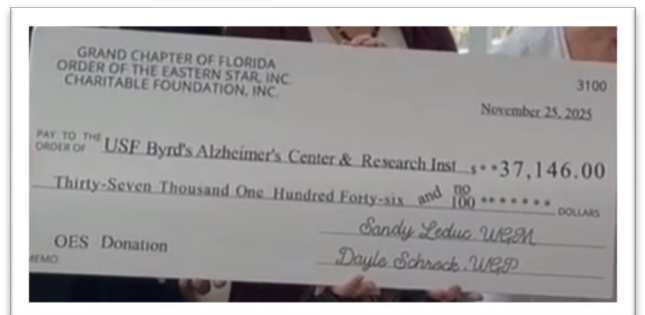 GRAND CHAPTER OF FLORIDA
ORDER OF THE EASTERN STAR, INC.
CHARITABLE FOUNDATION, INC.
3100
November 25, 2025
PAY TO THE ORDER OF USF Byrd's Alzheimer's Center & Research Inst $**37,146.00
Thirty-Seven Thousand One Hundred Forty-six and no/100 ******* DOLLARS
Sandy Leduc, WGM
OES Donation
Dayle Schrock, WGP
MEMO